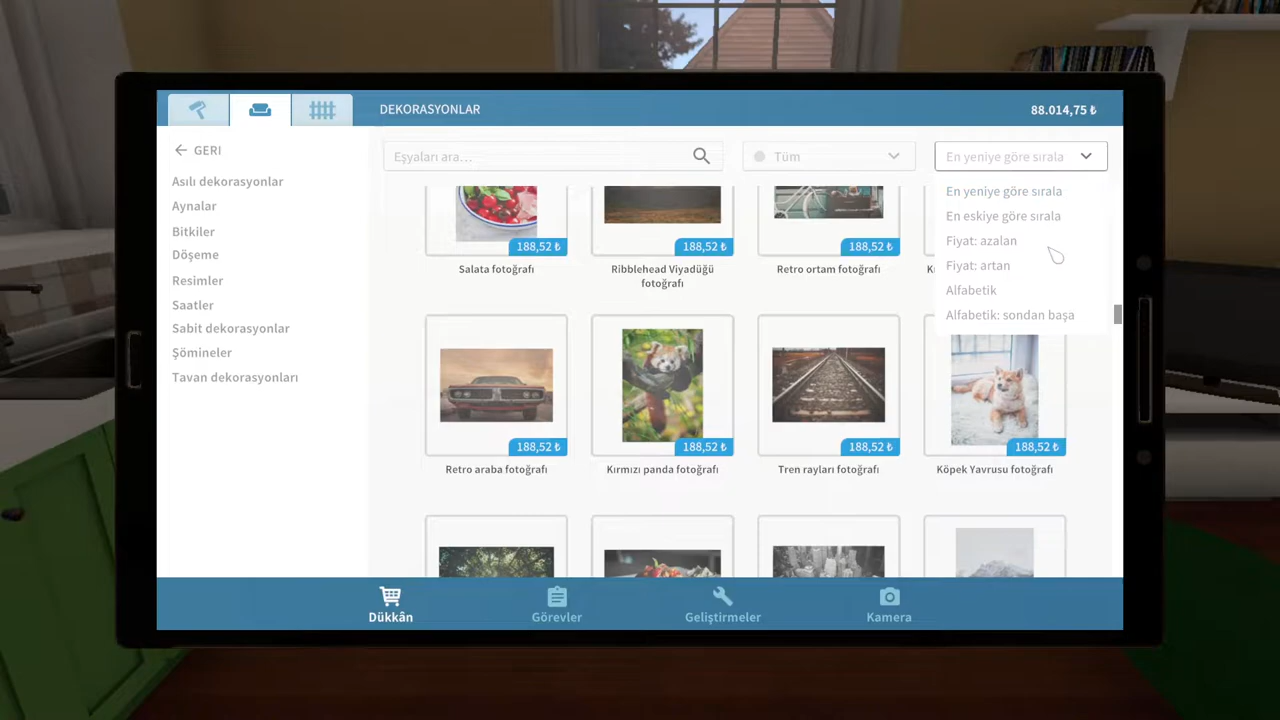 DEKORASYONLAR
88.014,75 ₺
GERI
Asılı dekorasyonlar
Aynalar
Bitkiler
Döşeme
Resimler
Saatler
Sabit dekorasyonlar
Şömineler
Tavan dekorasyonları
Eşyaları ara...
Tüm
En yeniye göre sırala
En yeniye göre sırala
En eskiye göre sırala
Fiyat: azalan
Fiyat: artan
Alfabetik
Alfabetik: sondan başa
188,52 ₺
188,52 ₺
188,52 ₺
Salata fotoğrafı
Ribblehead Viyadüğü
fotoğrafı
Retro ortam fotoğrafı
188,52 ₺
188,52 ₺
188,52 ₺
188,52 ₺
Retro araba fotoğrafı
Kırmızı panda fotoğrafı
Tren rayları fotoğrafı
Köpek Yavrusu fotoğrafı
Dükkân
Görevler
Geliştirmeler
Kamera